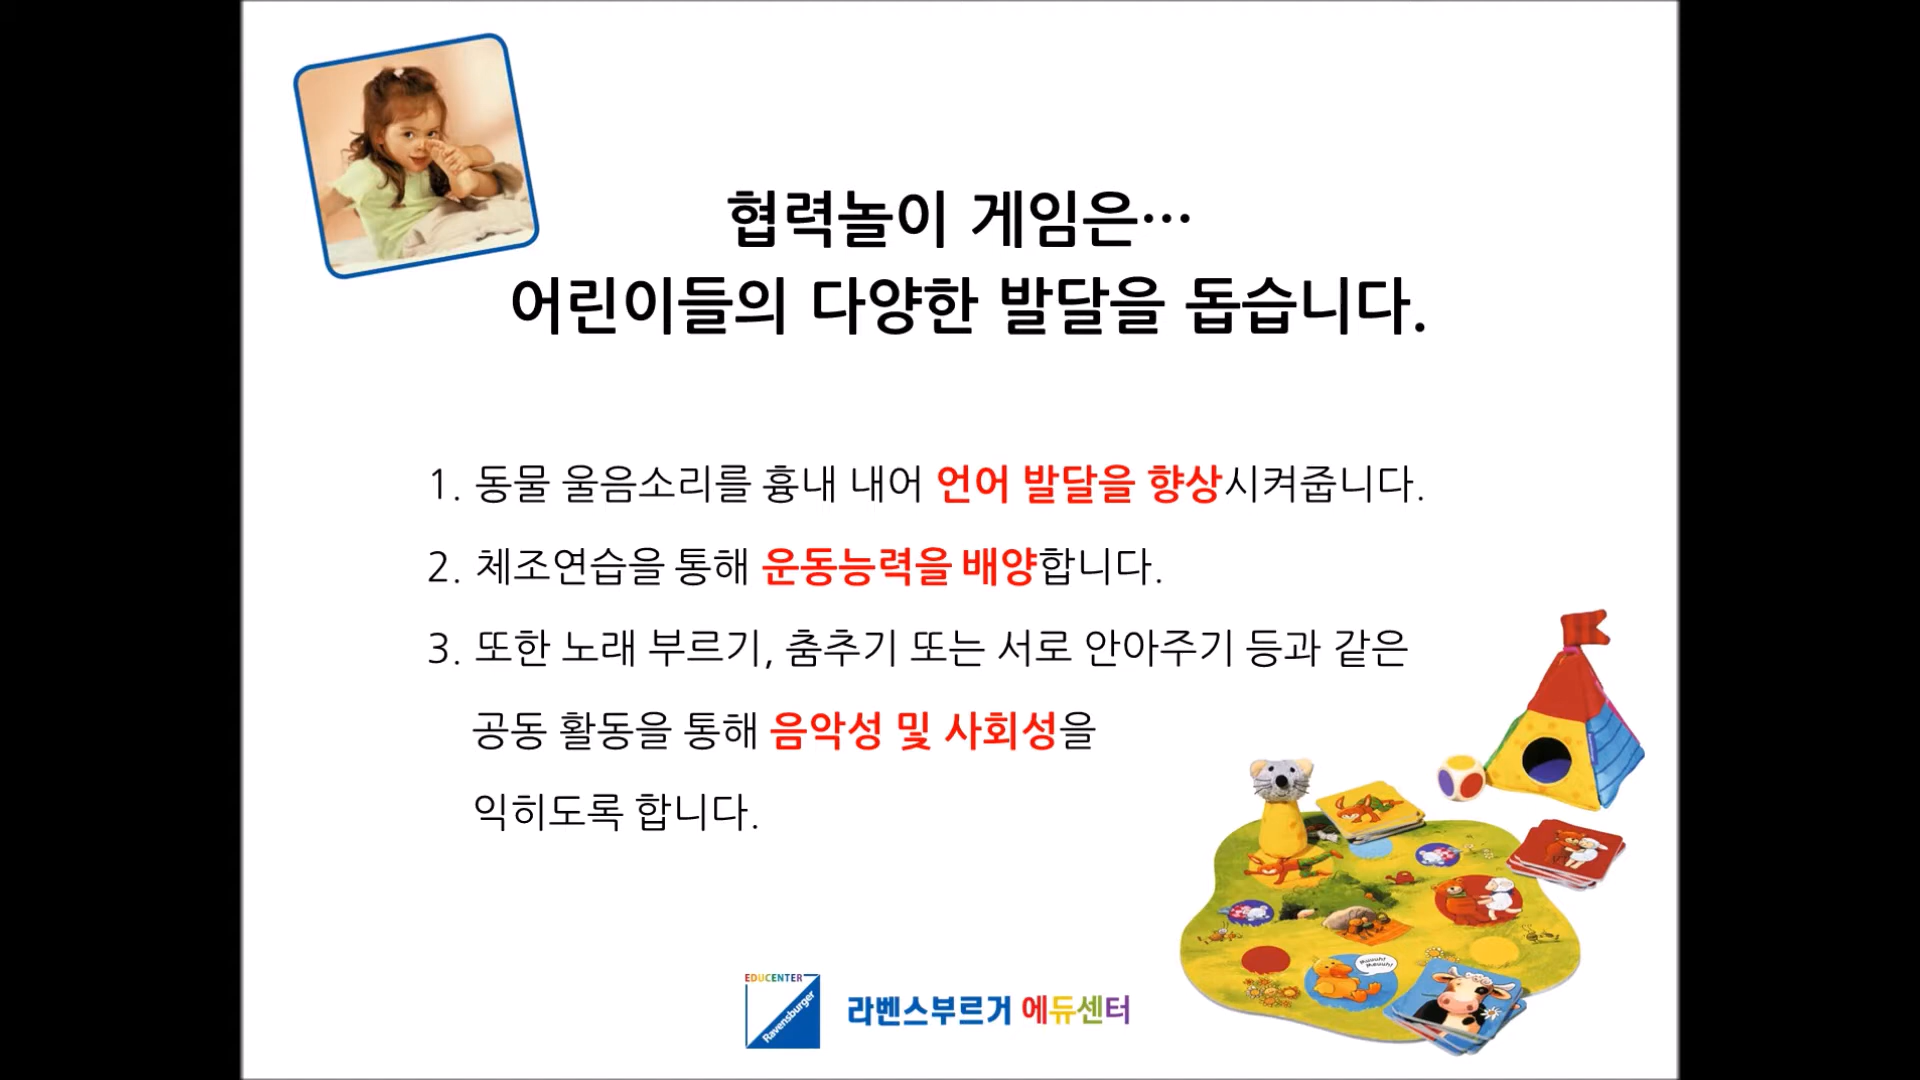 협력놀이 게임은…
어린이들의 다양한 발달을 돕습니다.
1. 동물 울음소리를 흉내 내어 언어 발달을 향상시켜줍니다.
2. 체조연습을 통해 운동능력을 배양합니다.
3. 또한 노래 부르기, 춤추기 또는 서로 안아주기 등과 같은
공동 활동을 통해 음악성 및 사회성을
익히도록 합니다.
EDUCENTER
Ravensburger
라벤스부르거 에듀센터